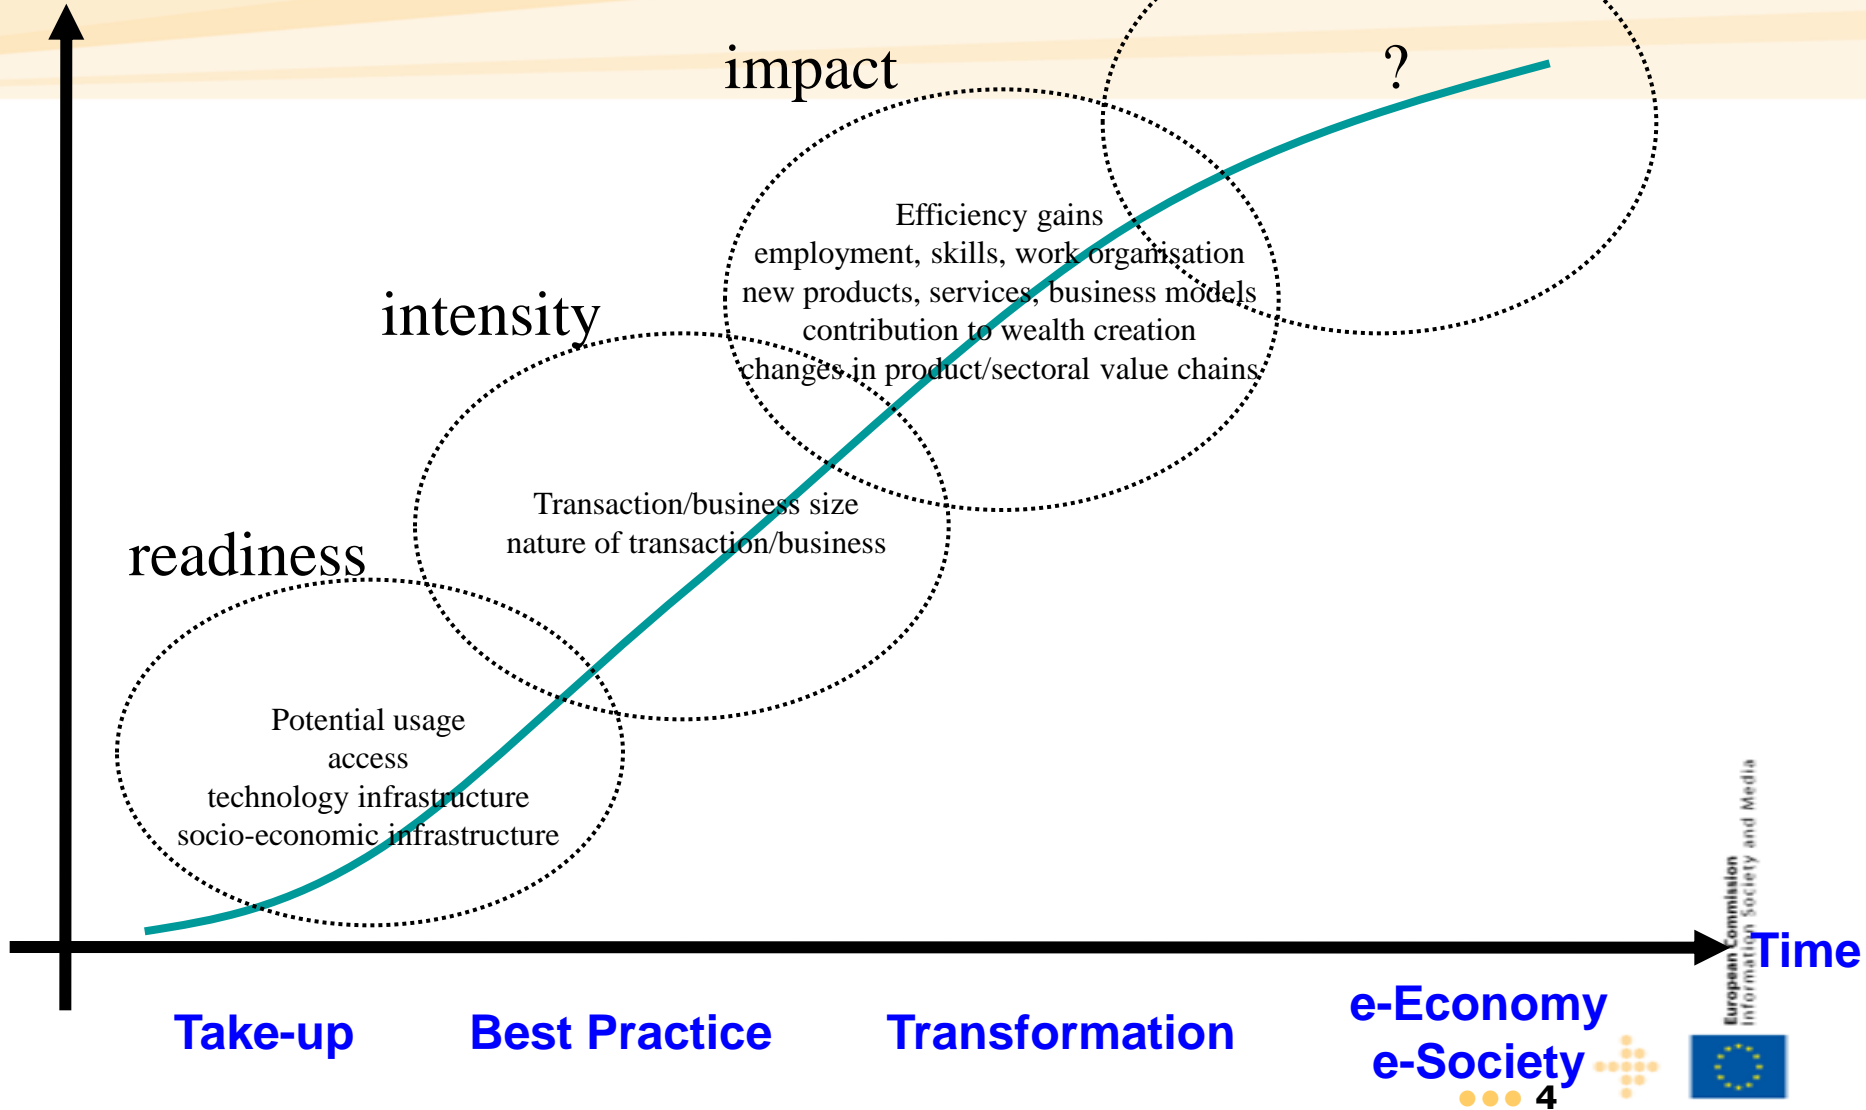 impact
?
Efficiency gains
employment, skills, work organisation
new products, services, business models
contribution to wealth creation
changes in product/sectoral value chains
intensity
Transaction/business size
nature of transaction/business
readiness
Potential usage
access
technology infrastructure
socio-economic infrastructure
Time
Take-up
Best Practice
Transformation
e-Economy
e-Society
European Commission
Information Society and Media
4